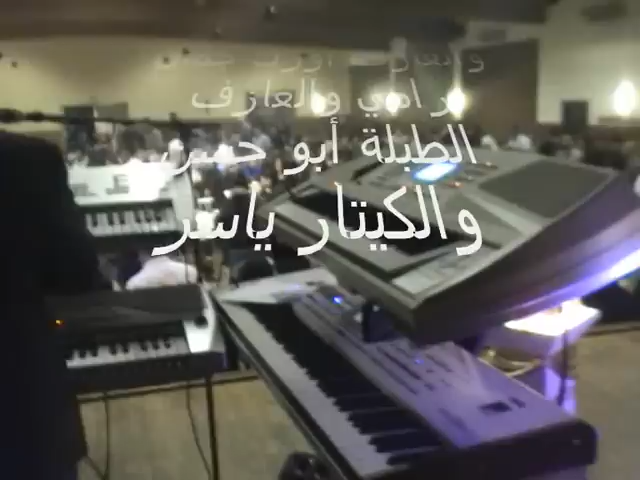 رامي والعازف
الطبلة أبو حسن
والكيتار ياسر